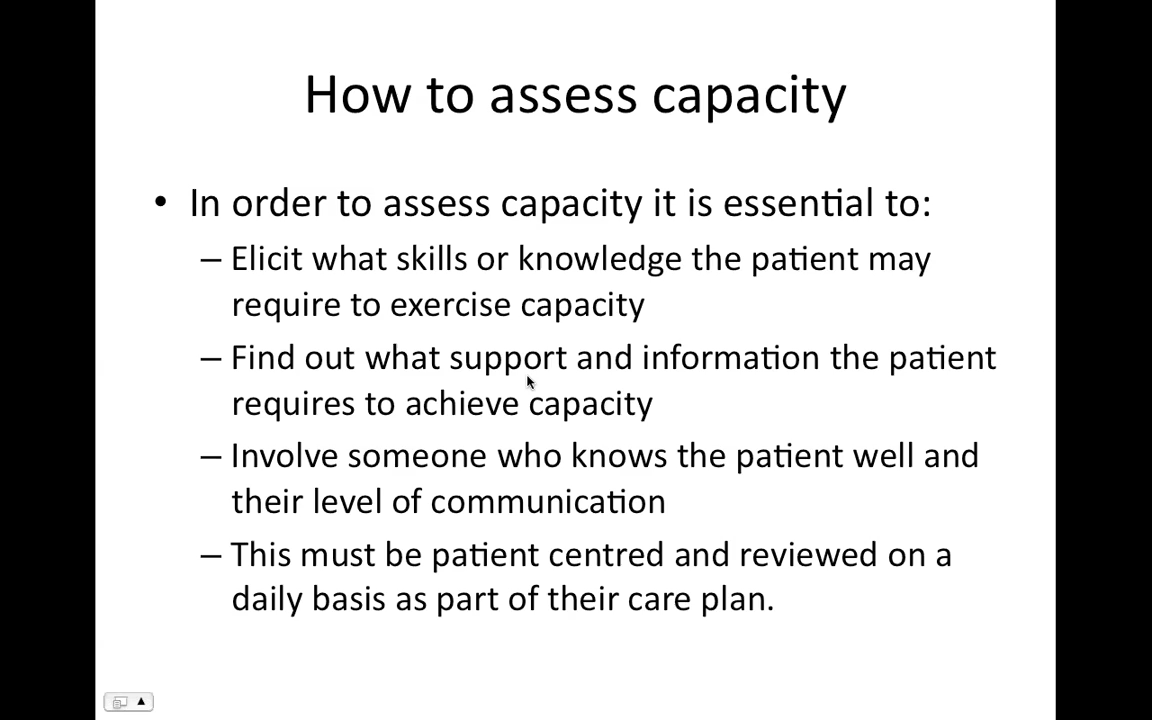 How to assess capacity
• In order to assess capacity it is essential to:
– Elicit what skills or knowledge the patient may
require to exercise capacity
– Find out what support and information the patient
requires to achieve capacity
– Involve someone who knows the patient well and
their level of communication
– This must be patient centred and reviewed on a
daily basis as part of their care plan.